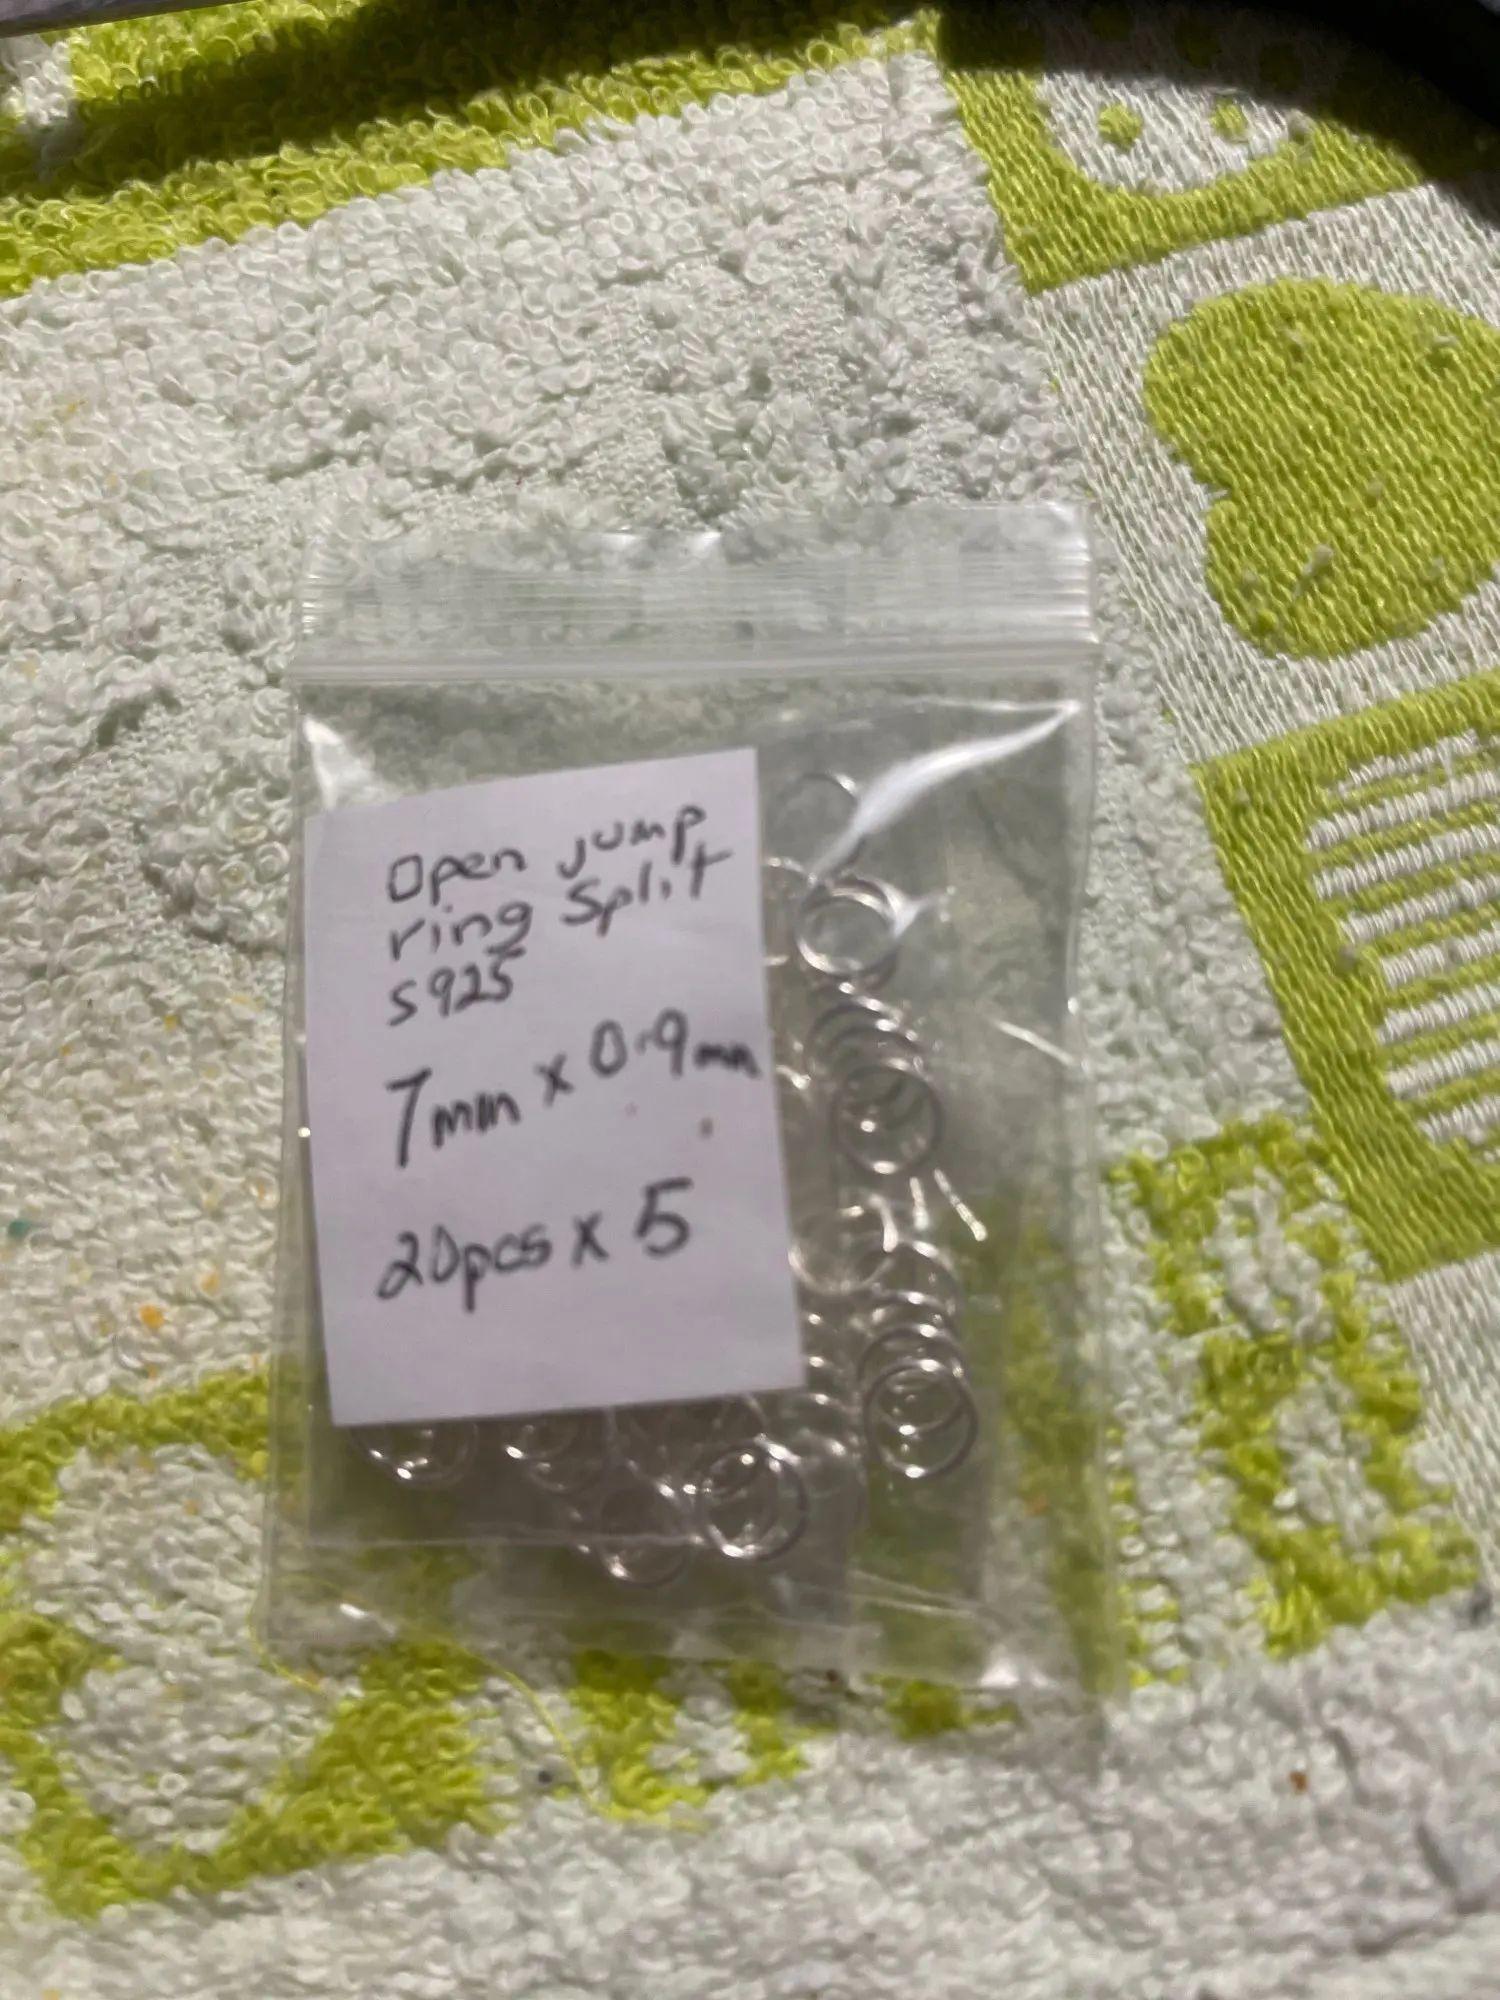 Open jump
ring split
S925
7mm x 0.9mm
20pcs x 5